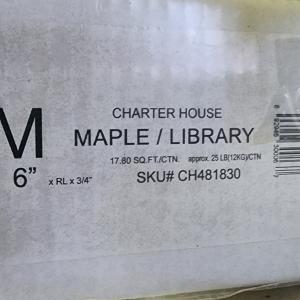 M
6" x RL x 3/4"
CHARTER HOUSE
MAPLE / LIBRARY
17.60 SQ.FT./CTN. approx. 25 LB(12KG)/CTN
SKU# CH481830